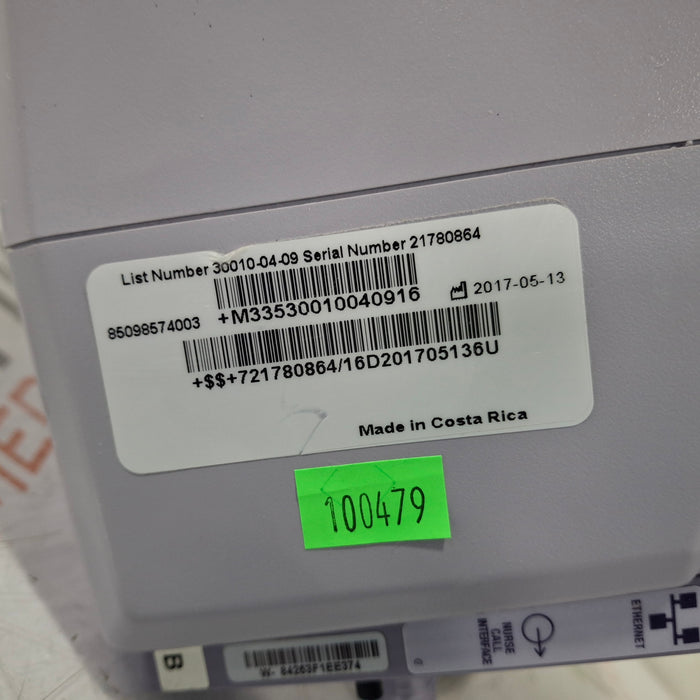 List Number 30010-04-09 Serial Number 21780864
85098574003 +M33530010040916 2017-05-13
+$$+721780864/16D201705136U
Made in Costa Rica
100479
B
W- 84253F1EE374
NURSE
CALL
INTERFACE
ETHERNET